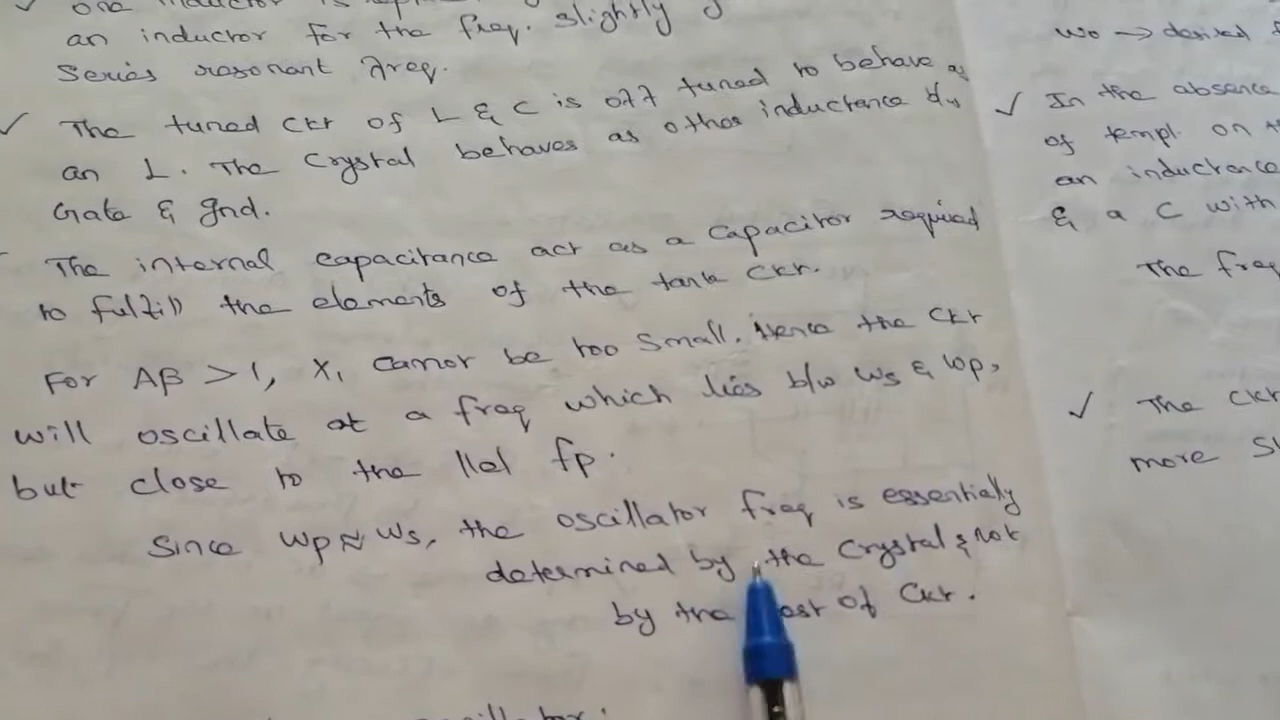 one inductor is
an inductor for the freq. slightly
Series resonant freq.
The tuned ckt of L & C is off tuned to behave as
an L. The Crystal behaves as other inductance b/w
Gate & gnd.
The internal capacitance act as a capacitor required
to fulfill the elements of the tank ckt.
For Aβ > 1, X₁ cannot be too small. Hence the ckt
will oscillate at a freq which lies b/w ws & wp,
but close to the llel fp.
Since wp ≈ ws, the oscillator freq is essentially
determined by the Crystal & not
by the rest of Ckt.
wo → desired
In the absence
of templ. on
an inductance
& a C with
The freq
The ckt
more